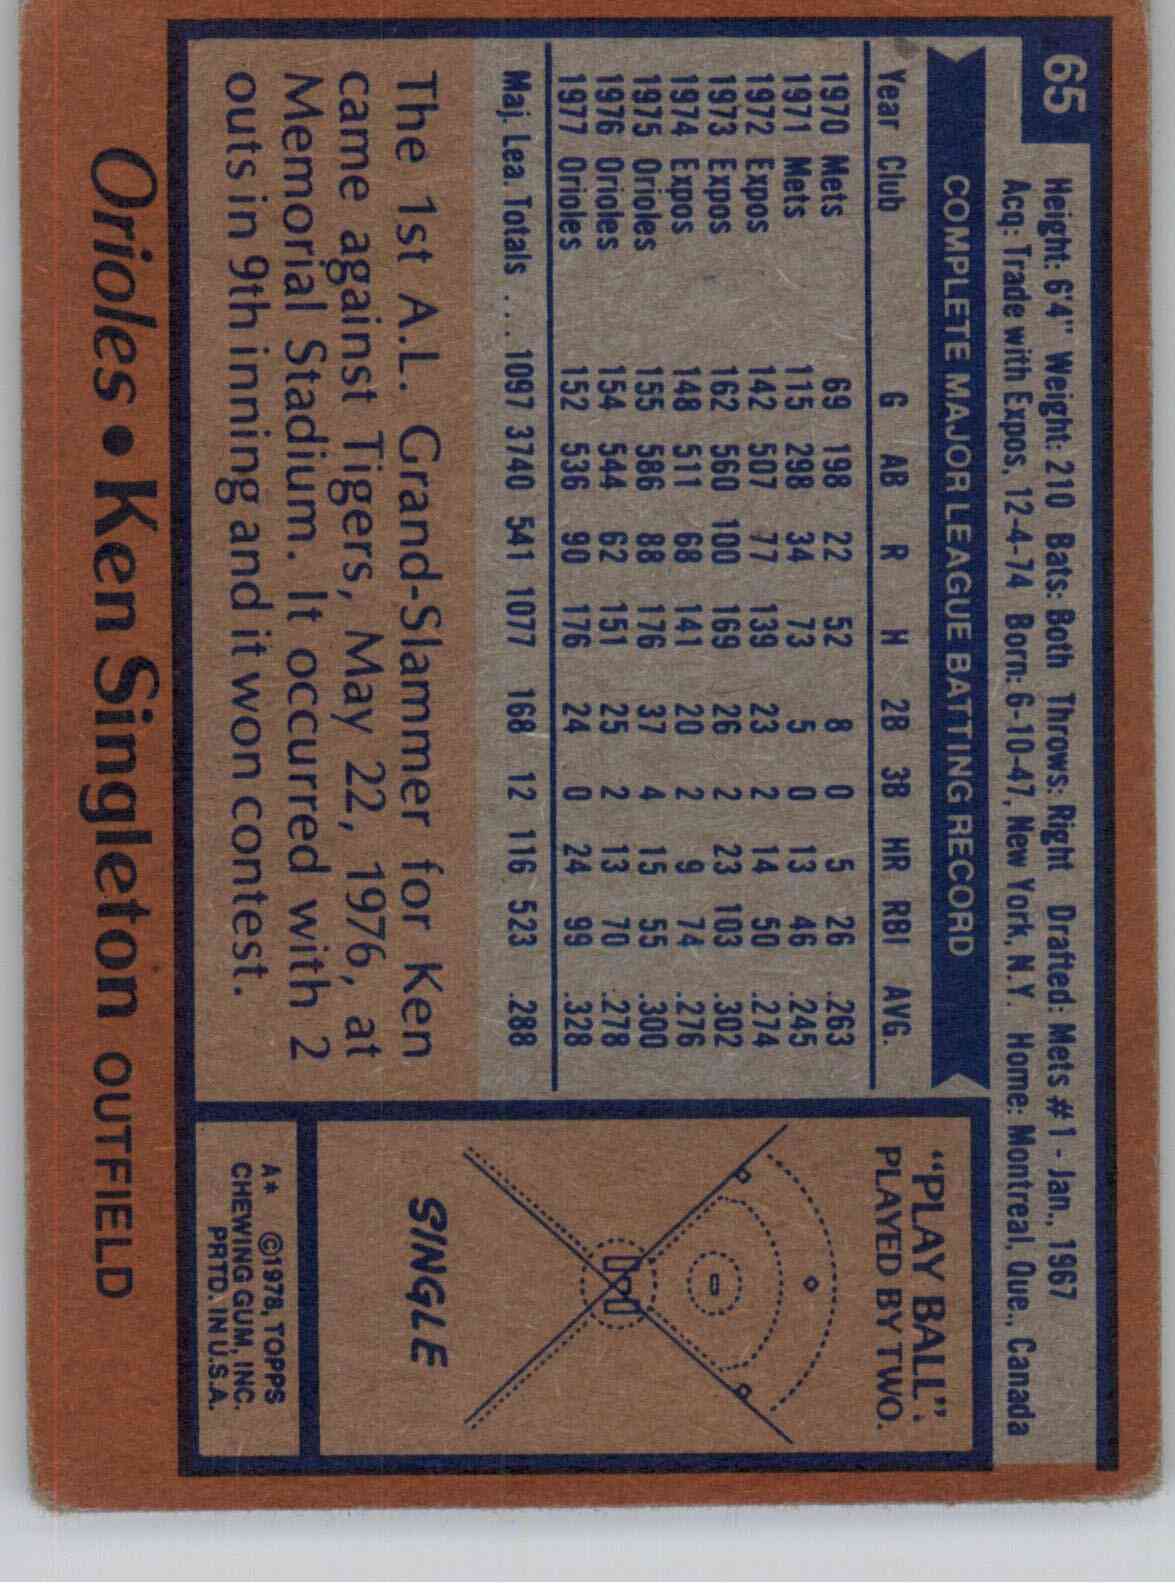 65
Height: 6'4" Weight: 210 Bats: Both Throws: Right Drafted: Mets #1 - Jan., 1967
Acq: Trade with Expos, 12-4-74 Born: 6-10-47, New York, N.Y. Home: Montreal, Que., Canada
COMPLETE MAJOR LEAGUE BATTING RECORD
Year Club G AB R H 2B 3B HR RBI AVG.
1970 Mets 69 198 22 52 8 0 5 26 .263
1971 Mets 115 298 34 73 5 0 13 46 .245
1972 Expos 142 507 77 139 23 2 14 50 .274
1973 Expos 162 560 100 169 26 2 23 103 .302
1974 Expos 148 511 68 141 20 2 9 74 .276
1975 Orioles 155 586 88 176 37 4 15 55 .300
1976 Orioles 154 544 62 151 25 2 13 70 .278
1977 Orioles 152 536 90 176 24 0 24 99 .328
Maj. Lea. Totals . . . 1097 3740 541 1077 168 12 116 523 .288
The 1st A.L. Grand-Slammer for Ken
came against Tigers, May 22, 1976, at
Memorial Stadium. It occurred with 2
outs in 9th inning and it won contest.
"PLAY BALL"
PLAYED BY TWO.
SINGLE
A* ©1978, TOPPS
CHEWING GUM, INC.
PRTD. IN U.S.A.
Orioles • Ken Singleton OUTFIELD